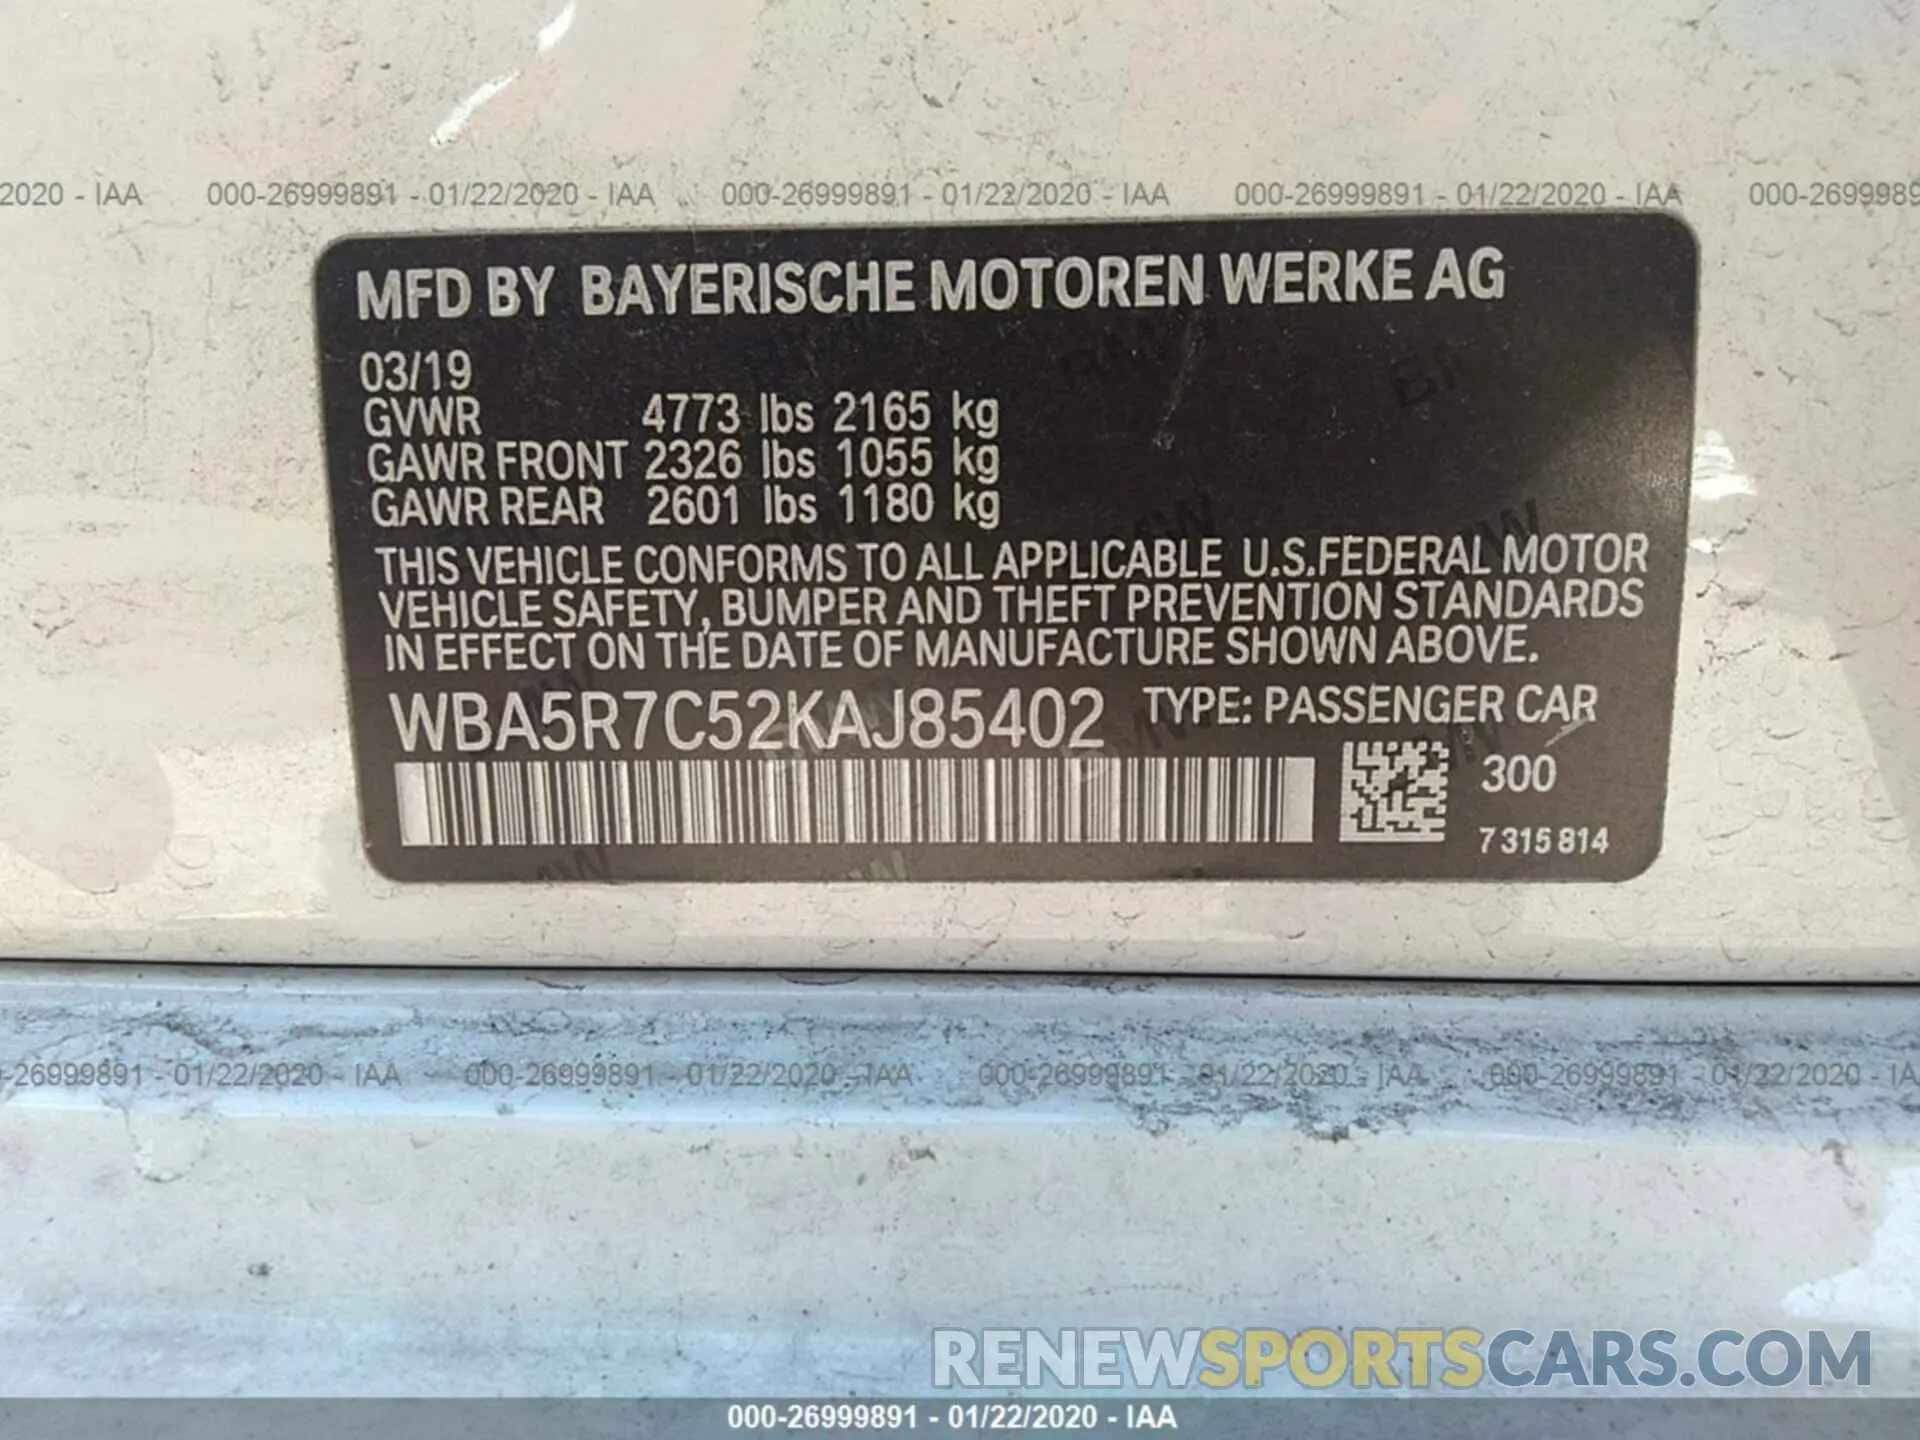 2020 - IAA 000-26999891 - 01/22/2020 - IAA 000-26999891 - 01/22/2020 - IAA 000-26999891 - 01/22/2020 - IAA 000-2699989
MFD BY BAYERISCHE MOTOREN WERKE AG
03/19
GVWR 4773 lbs 2165 kg
GAWR FRONT 2326 lbs 1055 kg
GAWR REAR 2601 lbs 1180 kg
THIS VEHICLE CONFORMS TO ALL APPLICABLE U.S.FEDERAL MOTOR
VEHICLE SAFETY, BUMPER AND THEFT PREVENTION STANDARDS
IN EFFECT ON THE DATE OF MANUFACTURE SHOWN ABOVE.
WBA5R7C52KAJ85402 TYPE: PASSENGER CAR
300
7315814
-26999891 - 01/22/2020 - IAA 000-26999891 - 01/22/2020 - IAA 000-26999891 - 01/22/2020 - IAA 000-26999891 - 01/22/2020 - IA
RENEWSPORTSCARS.COM
000-26999891 - 01/22/2020 - IAA